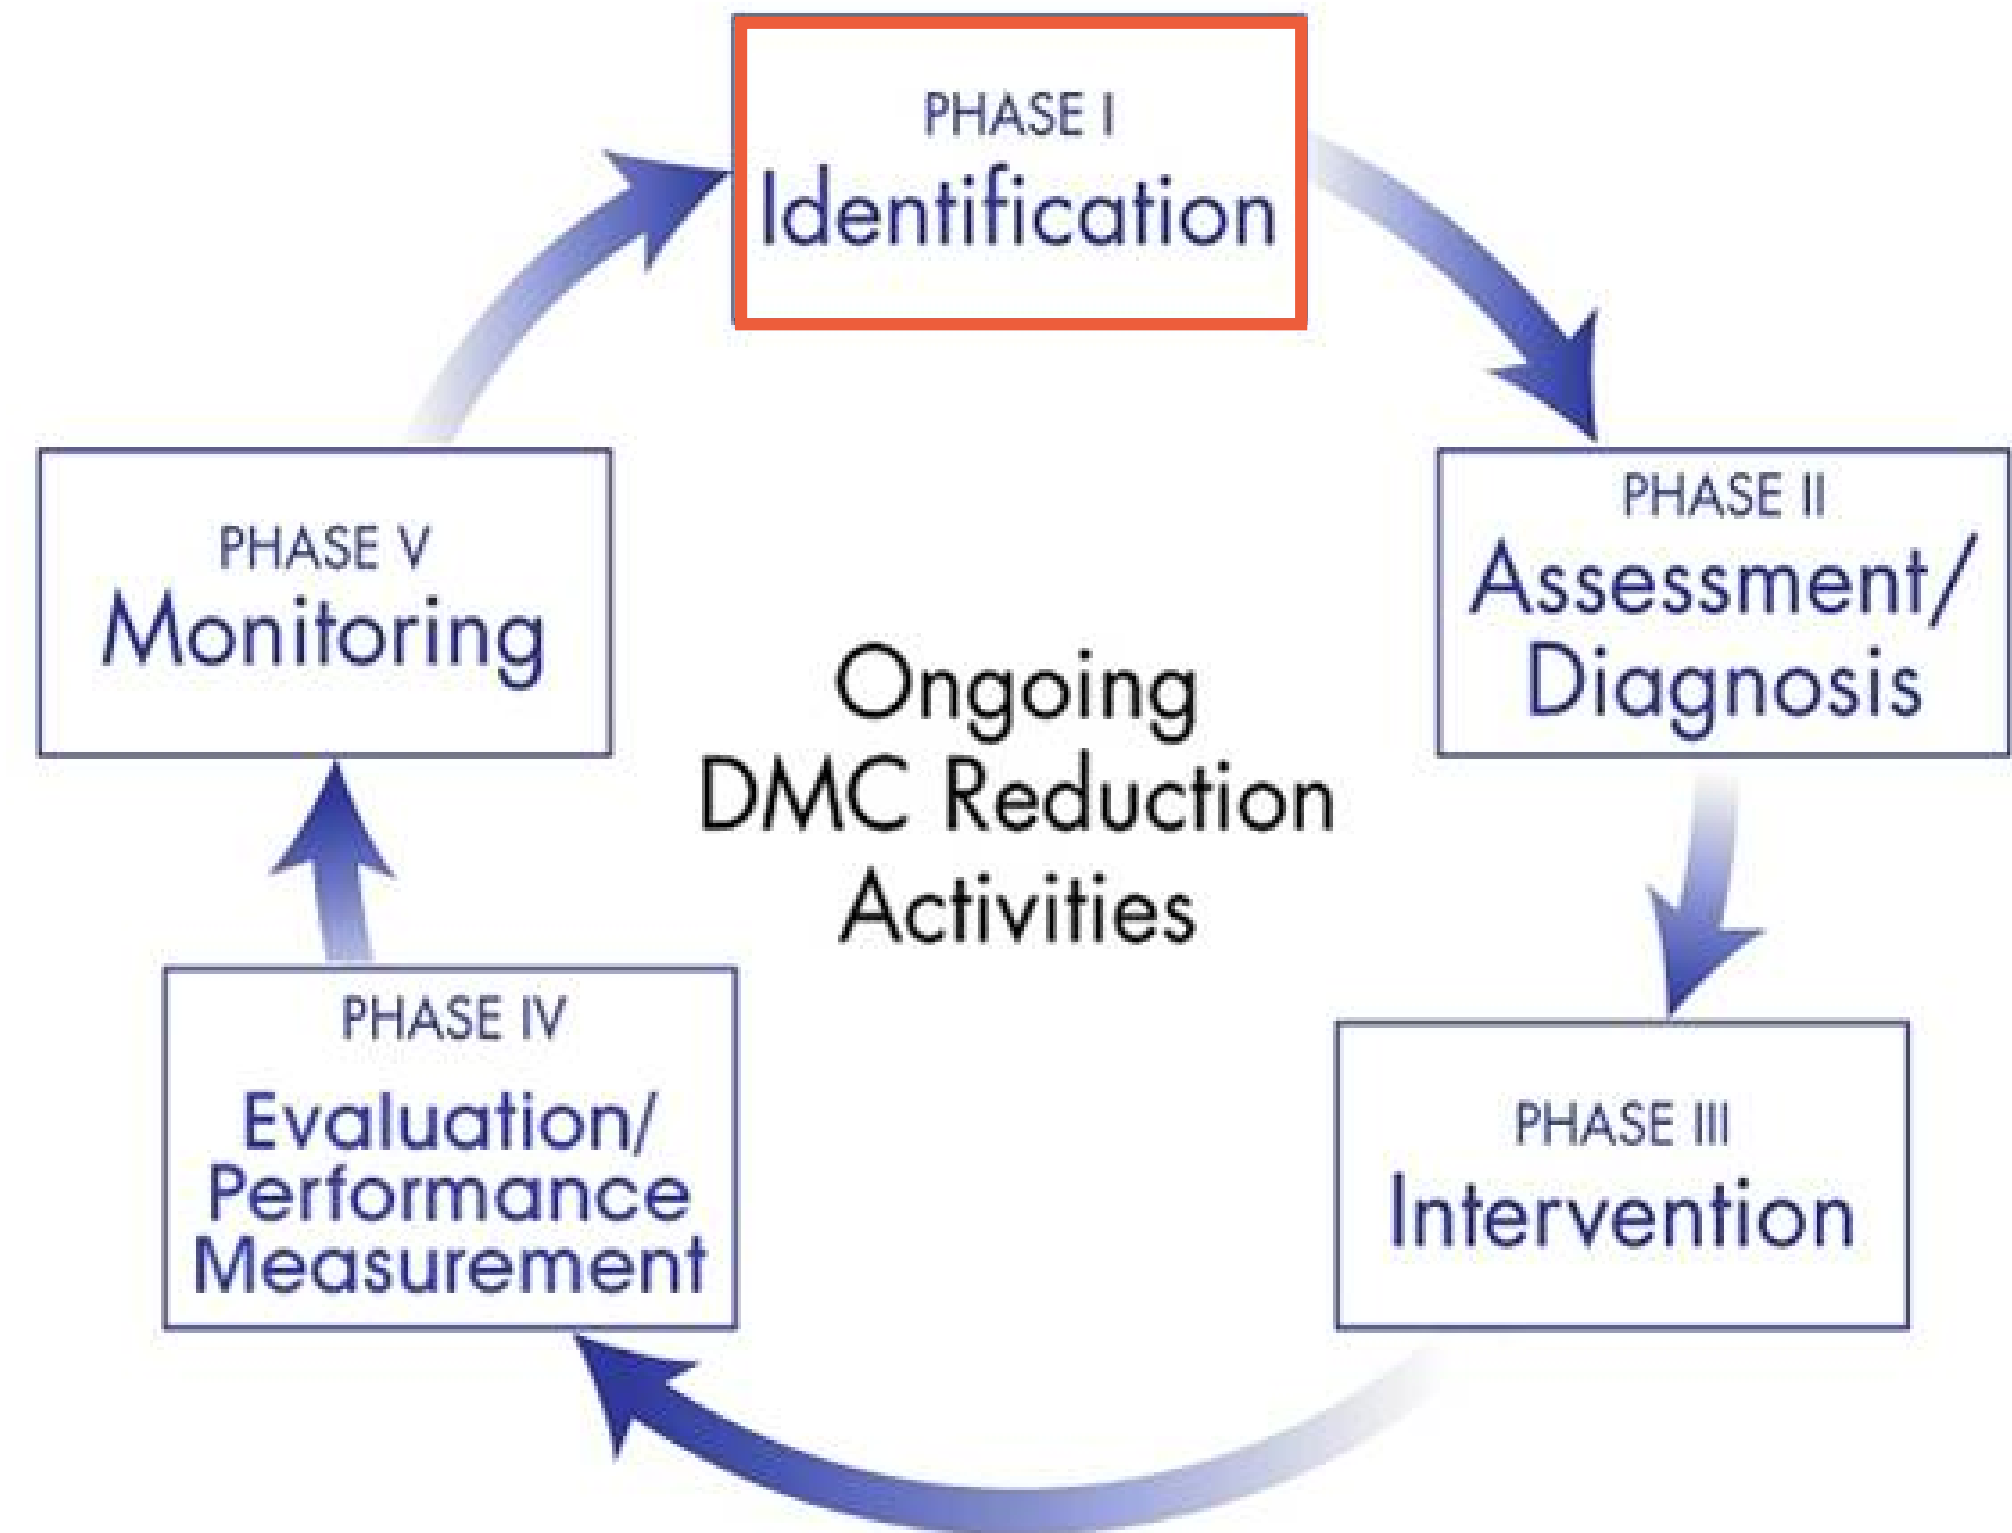 PHASE I
Identification
PHASE II
Assessment/
Diagnosis
PHASE III
Intervention
PHASE IV
Evaluation/
Performance
Measurement
PHASE V
Monitoring
Ongoing
DMC Reduction
Activities